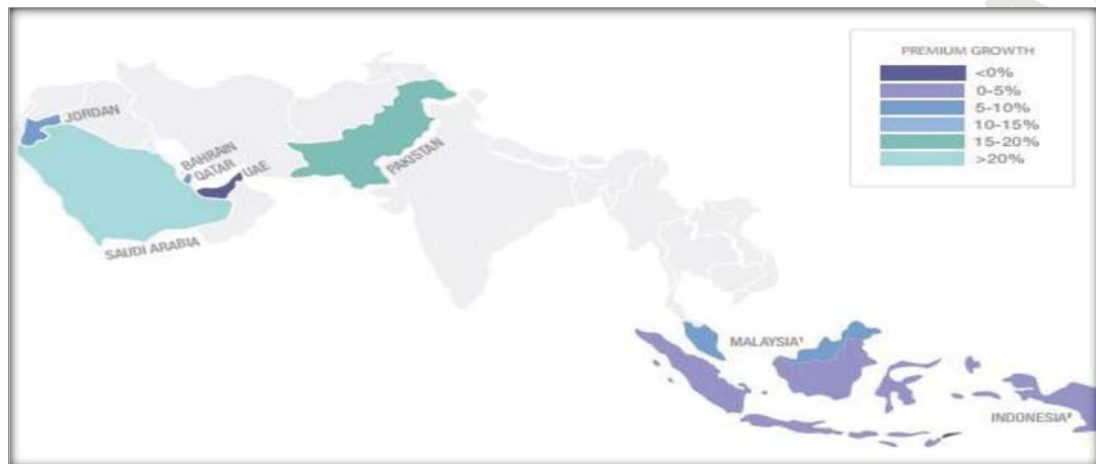 PREMIUM GROWTH
<0%
0-5%
5-10%
10-15%
15-20%
>20%
JORDAN
BAHRAIN
QATAR
UAE
PAKISTAN
SAUDI ARABIA
MALAYSIA¹
INDONESIA²